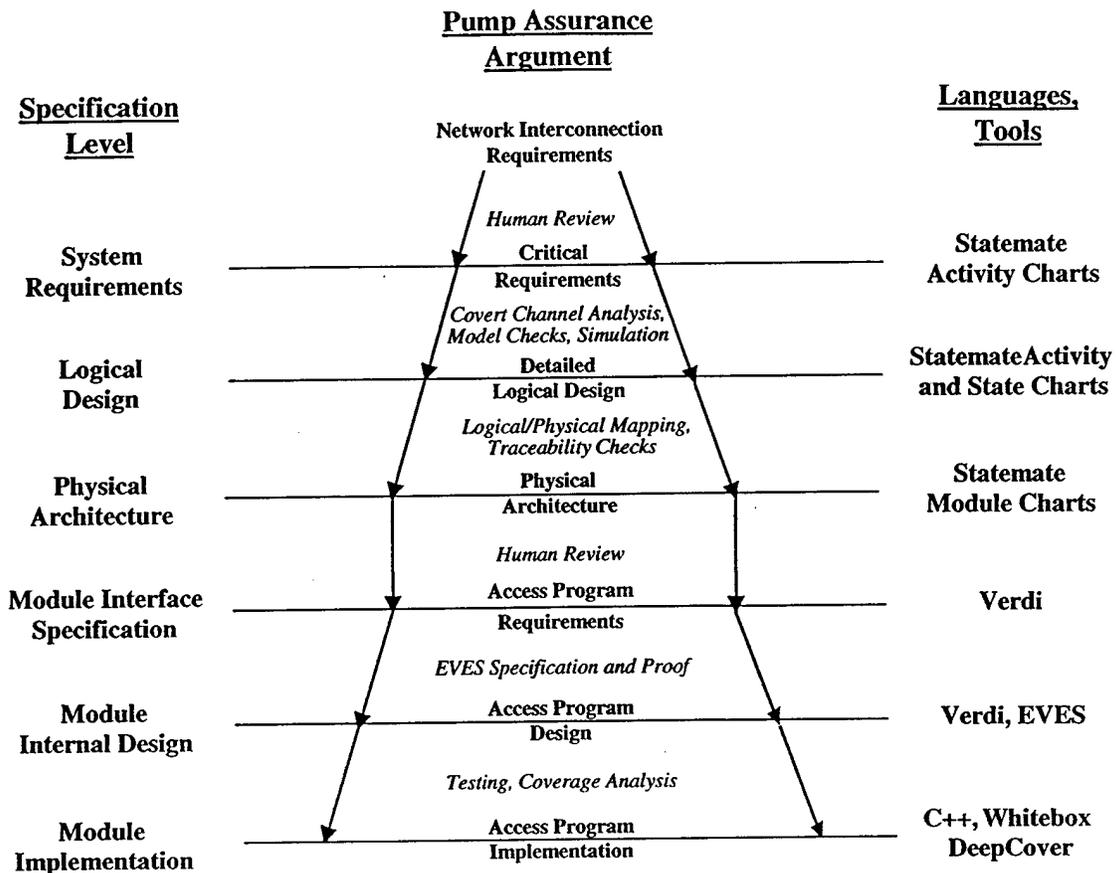 Pump Assurance
Argument
Specification
Level
Languages,
Tools
Network Interconnection
Requirements
Human Review
System
Requirements
Critical
Requirements
Statemate
Activity Charts
Covert Channel Analysis,
Model Checks, Simulation
Logical
Design
Detailed
Logical Design
StatemateActivity
and State Charts
Logical/Physical Mapping,
Traceability Checks
Physical
Architecture
Physical
Architecture
Statemate
Module Charts
Human Review
Module Interface
Specification
Access Program
Requirements
Verdi
EVES Specification and Proof
Module
Internal Design
Access Program
Design
Verdi, EVES
Testing, Coverage Analysis
Module
Implementation
Access Program
Implementation
C++, Whitebox
DeepCover